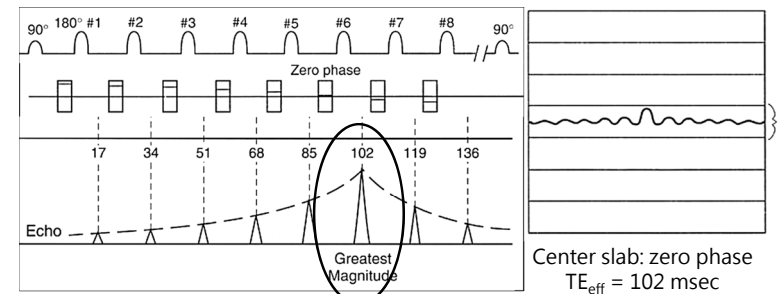 90° 180° #1 #2 #3 #4 #5 #6 #7 #8 90°
Zero phase
17 34 51 68 85 102 119 136
Echo
Greatest
Magnitude
Center slab: zero phase
TEeff = 102 msec